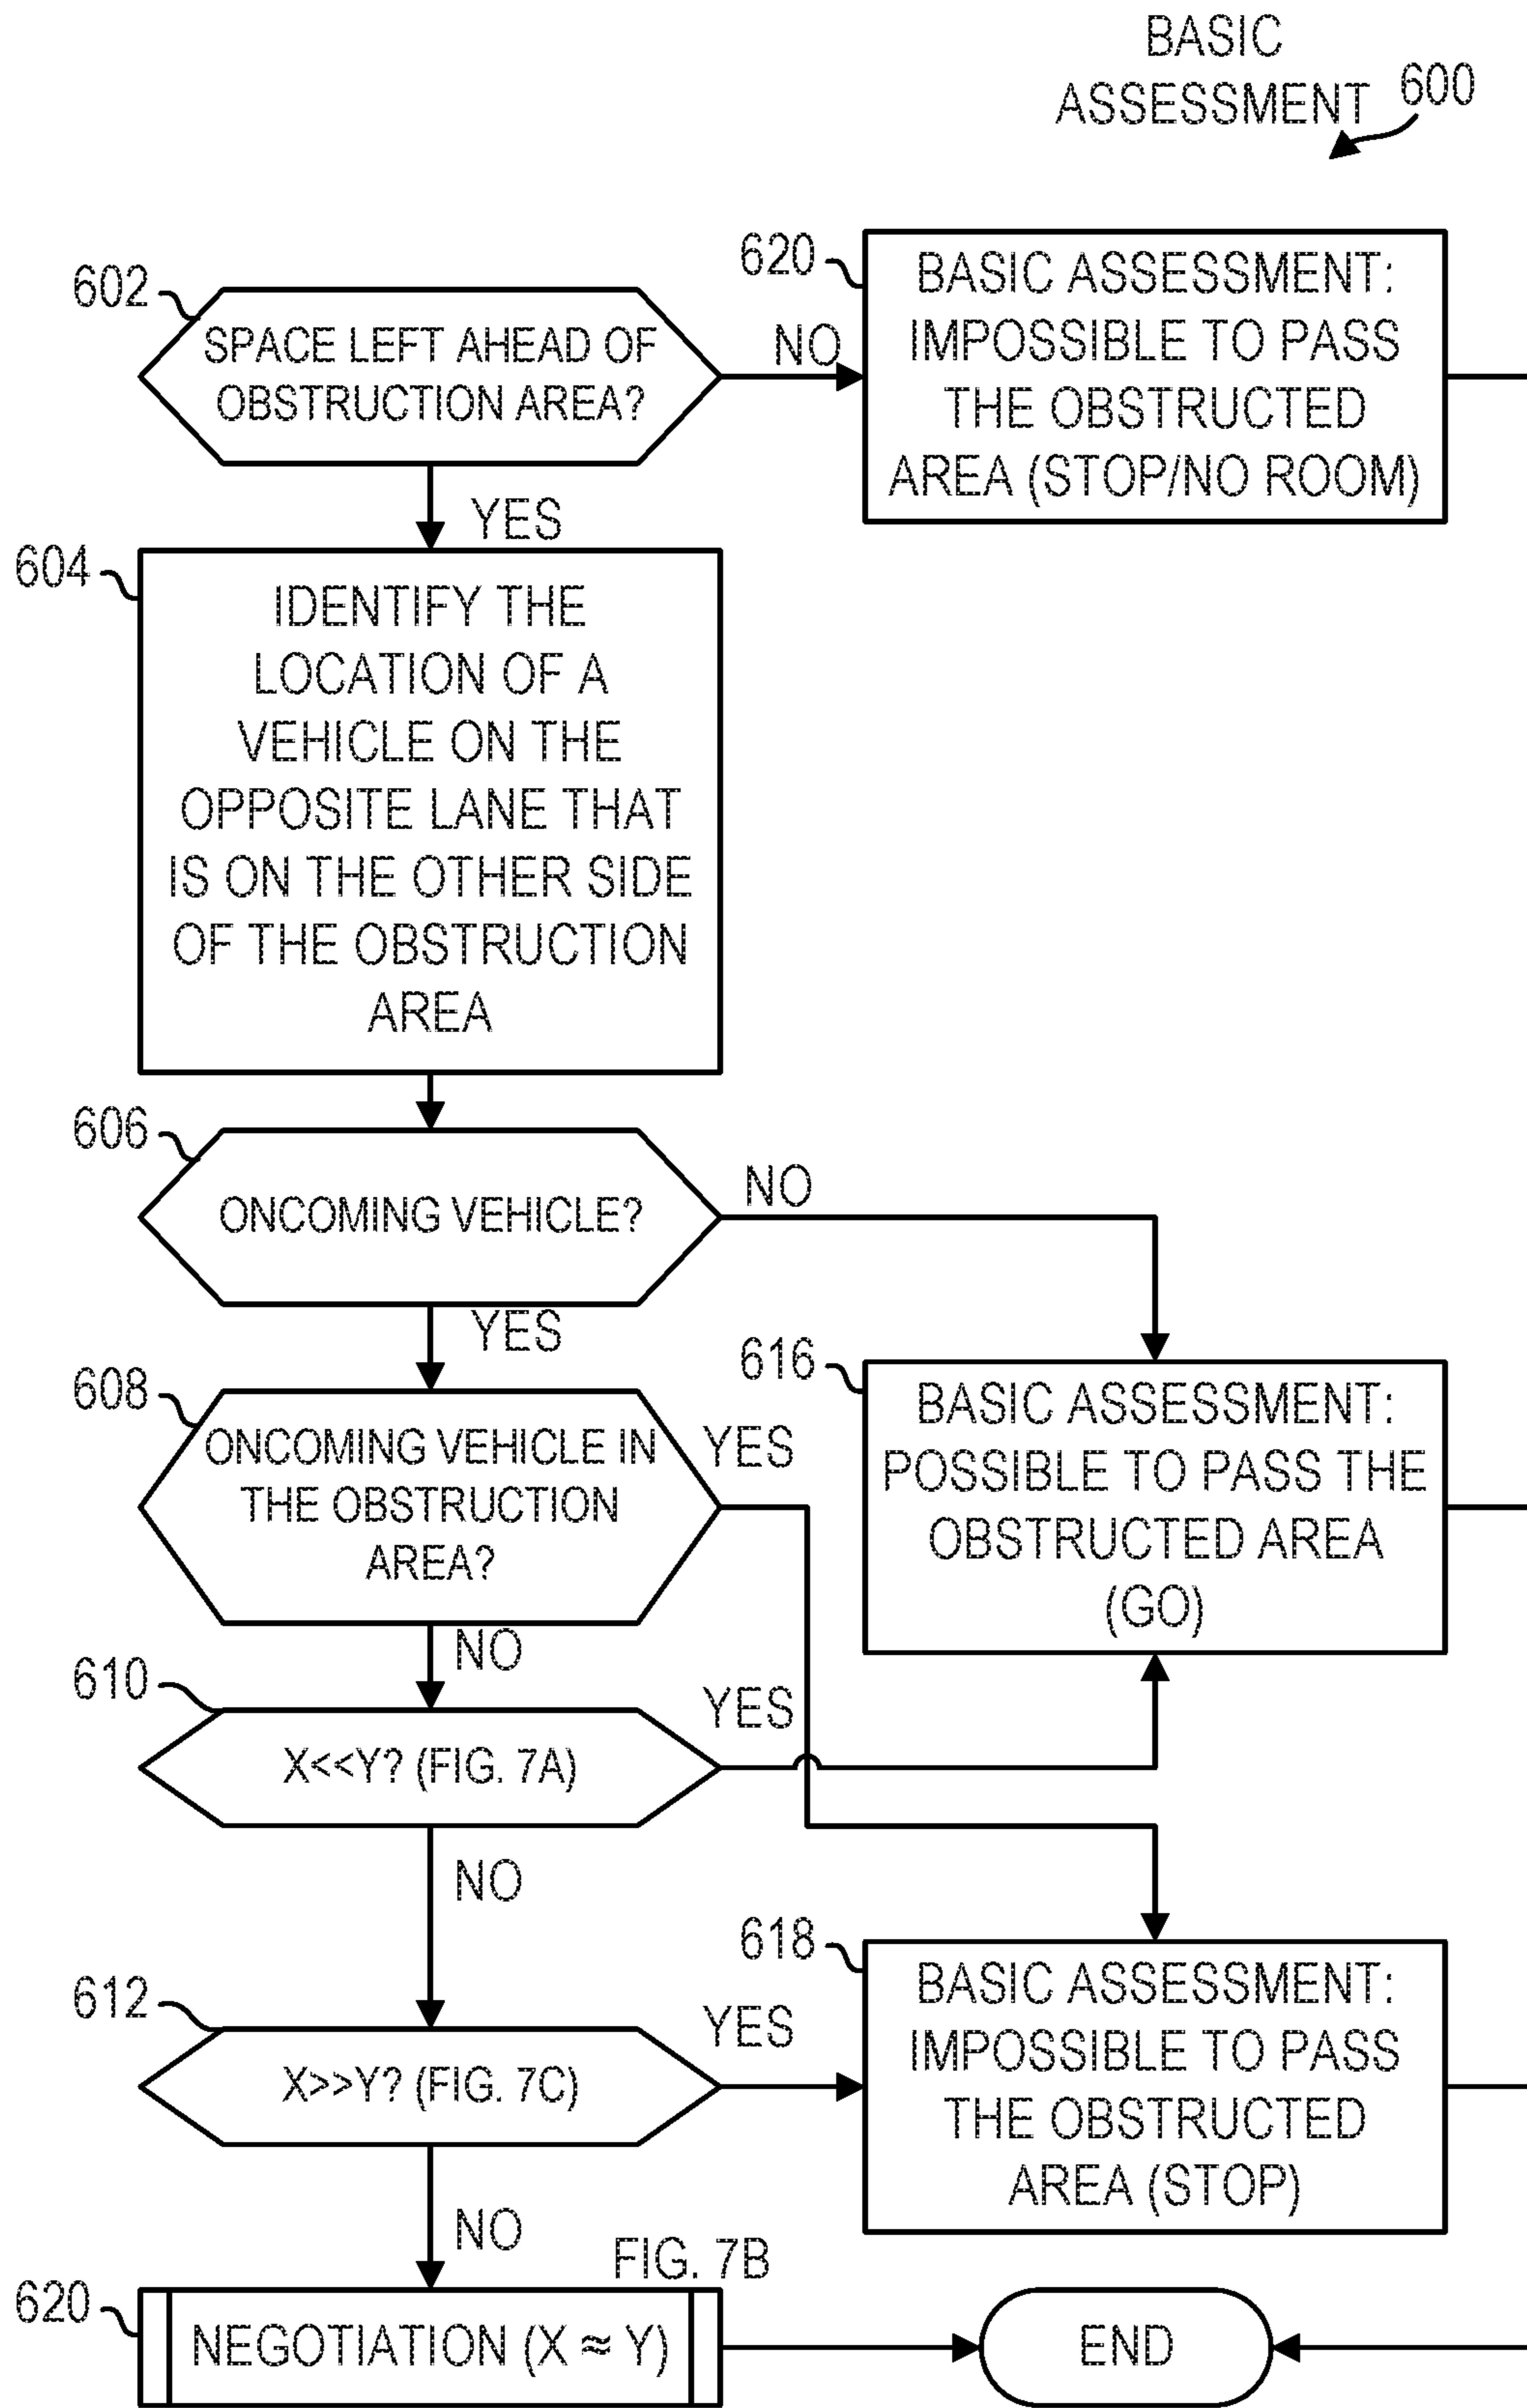 BASIC
ASSESSMENT
600
602
SPACE LEFT AHEAD OF
OBSTRUCTION AREA?
NO
620
BASIC ASSESSMENT:
IMPOSSIBLE TO PASS
THE OBSTRUCTED
AREA (STOP/NO ROOM)
YES
604
IDENTIFY THE
LOCATION OF A
VEHICLE ON THE
OPPOSITE LANE THAT
IS ON THE OTHER SIDE
OF THE OBSTRUCTION
AREA
606
ONCOMING VEHICLE?
NO
YES
616
BASIC ASSESSMENT:
POSSIBLE TO PASS THE
OBSTRUCTED AREA
(GO)
608
ONCOMING VEHICLE IN
THE OBSTRUCTION
AREA?
YES
NO
610
X<<Y? (FIG. 7A)
YES
NO
618
BASIC ASSESSMENT:
IMPOSSIBLE TO PASS
THE OBSTRUCTED
AREA (STOP)
612
X>>Y? (FIG. 7C)
YES
NO
FIG. 7B
620
NEGOTIATION (X ≈ Y)
END